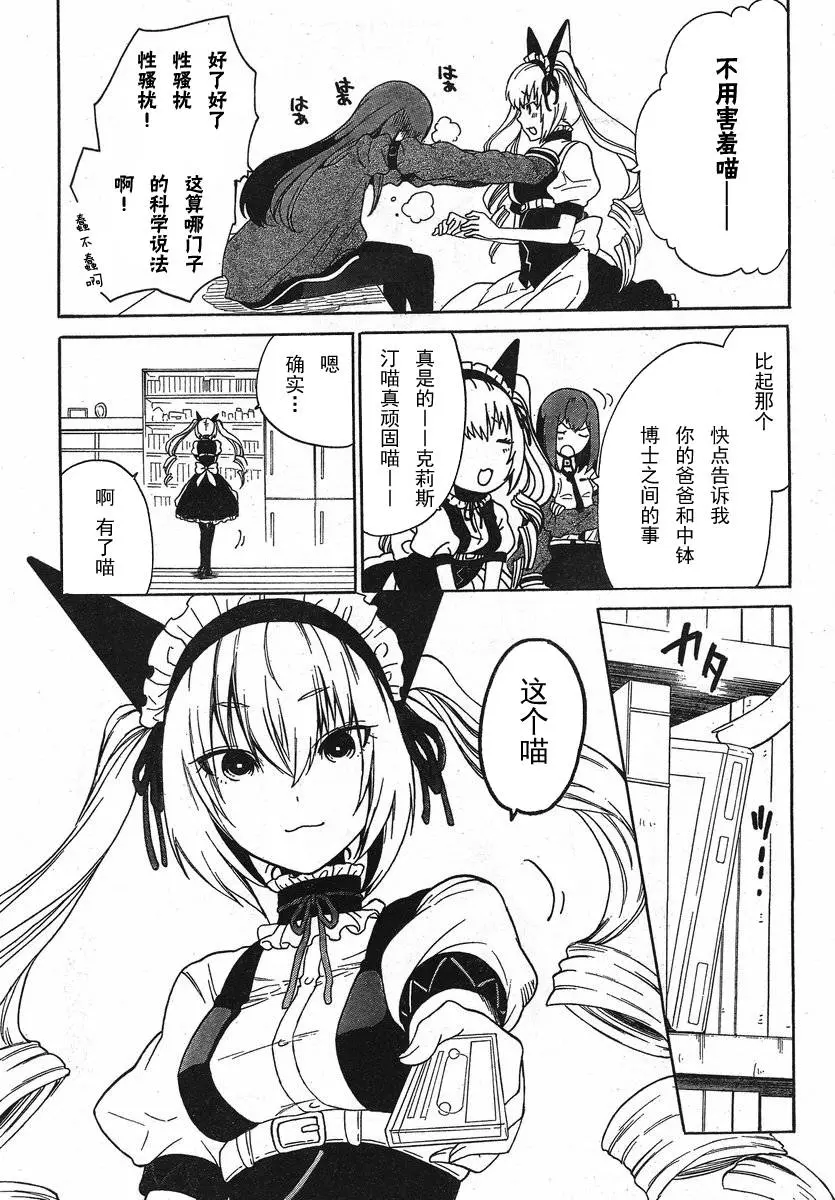 不用害羞喵——
はぁ
はぁ
はぁ
好了好了
性骚扰
性骚扰！
这算哪门子
的科学说法
啊！
蠢不蠢啊
比起那个
快点告诉我
你的爸爸和中钵
博士之间的事
真是的——克莉斯
汀喵真顽固喵——
嗯
确实…
啊 有了喵
カタ
…
这个喵